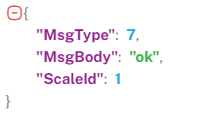 {
"MsgType": 7,
"MsgBody": "ok",
"ScaleId": 1
}